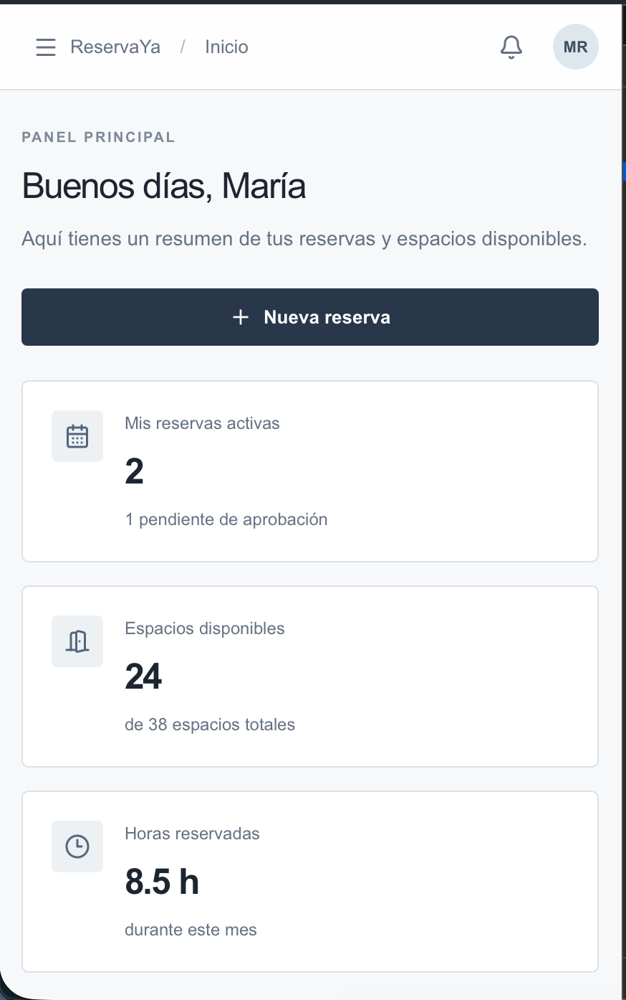 ReservaYa / Inicio MR
PANEL PRINCIPAL
Buenos días, María
Aquí tienes un resumen de tus reservas y espacios disponibles.
+ Nueva reserva
Mis reservas activas
2
1 pendiente de aprobación
Espacios disponibles
24
de 38 espacios totales
Horas reservadas
8.5 h
durante este mes